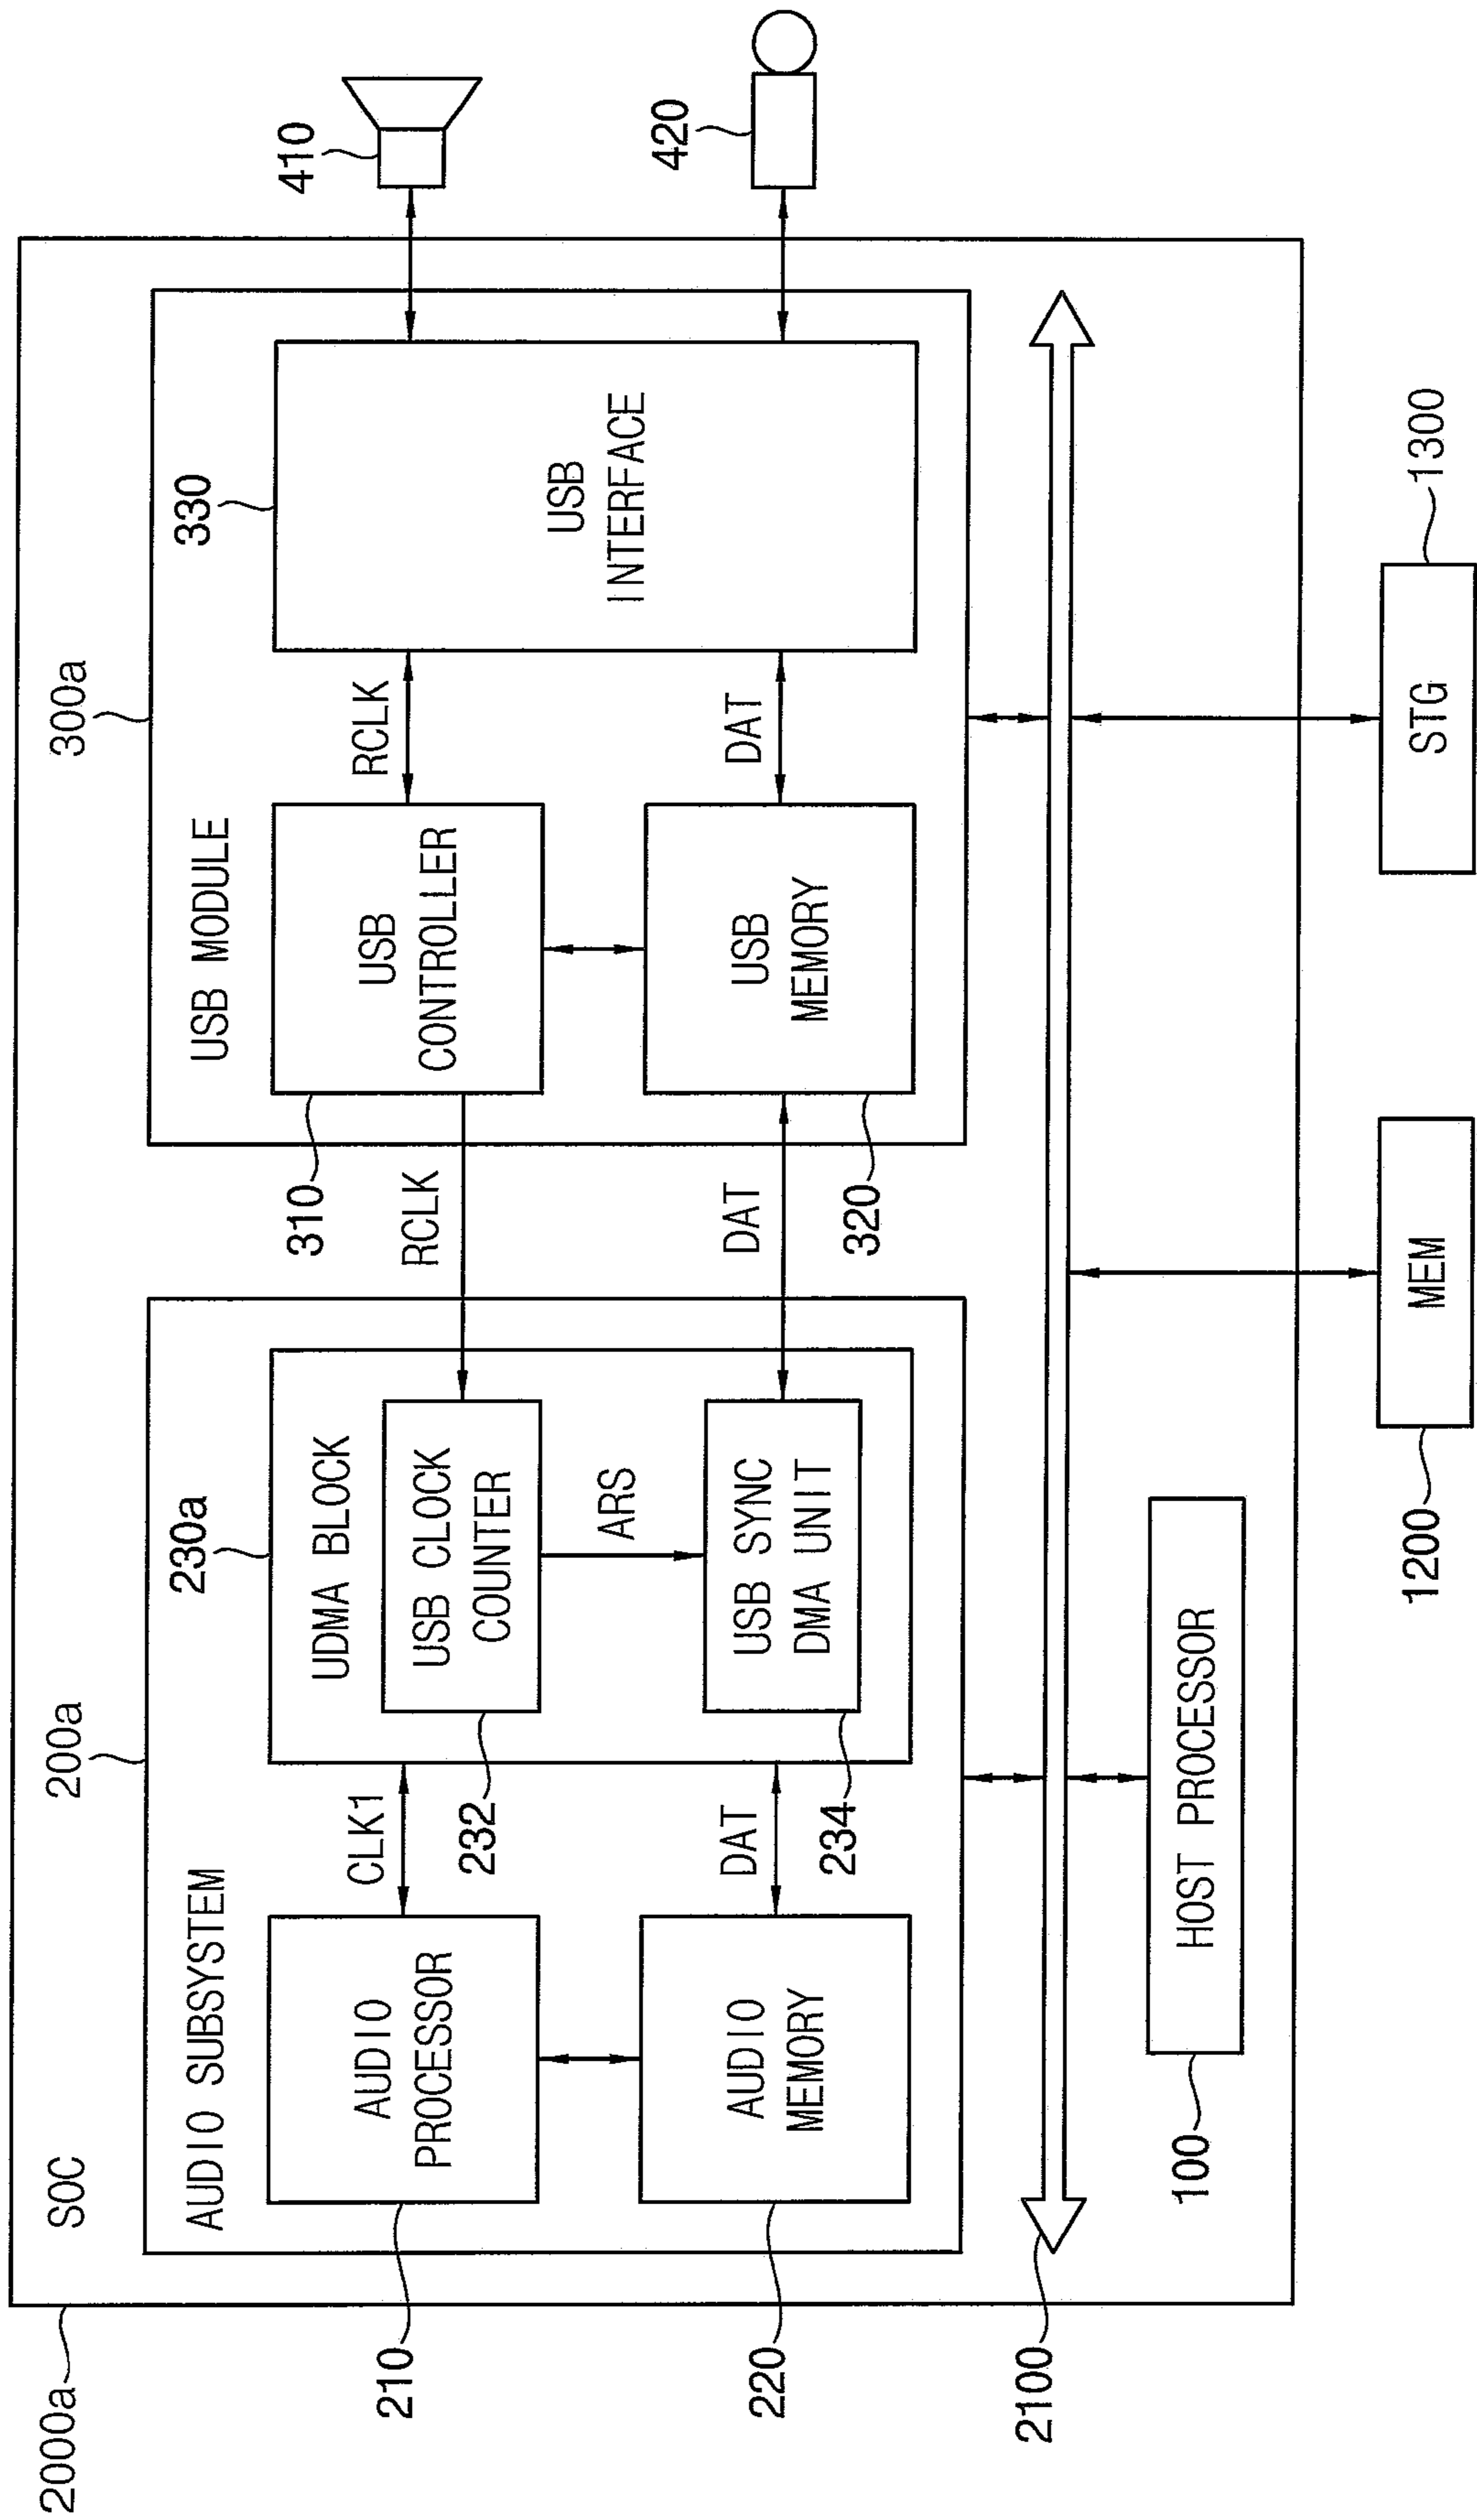 2000a
SOC
200a
300a
AUDIO SUBSYSTEM
230a
USB MODULE
330
410
UDMA BLOCK
210
AUDIO
PROCESSOR
CLK1
232
USB CLOCK
COUNTER
RCLK
310
USB
CONTROLLER
RCLK
USB
INTERFACE
ARS
420
220
AUDIO
MEMORY
DAT
234
USB SYNC
DMA UNIT
DAT
320
USB
MEMORY
DAT
2100
100
HOST PROCESSOR
1200
MEM
STG
1300